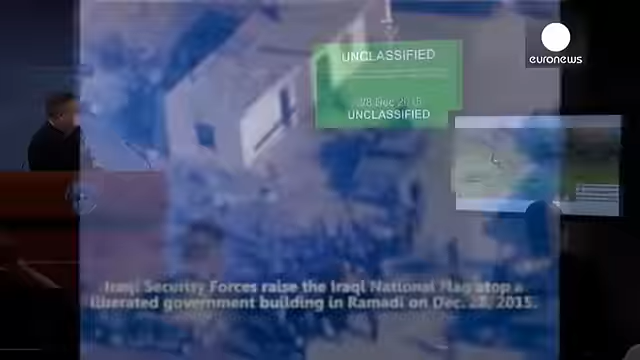 UNCLASSIFIED
euronews
28 Dec 2015
UNCLASSIFIED
Iraqi Security Forces raise the Iraqi National Flag atop a
liberated government building in Ramadi on Dec. 28, 2015.